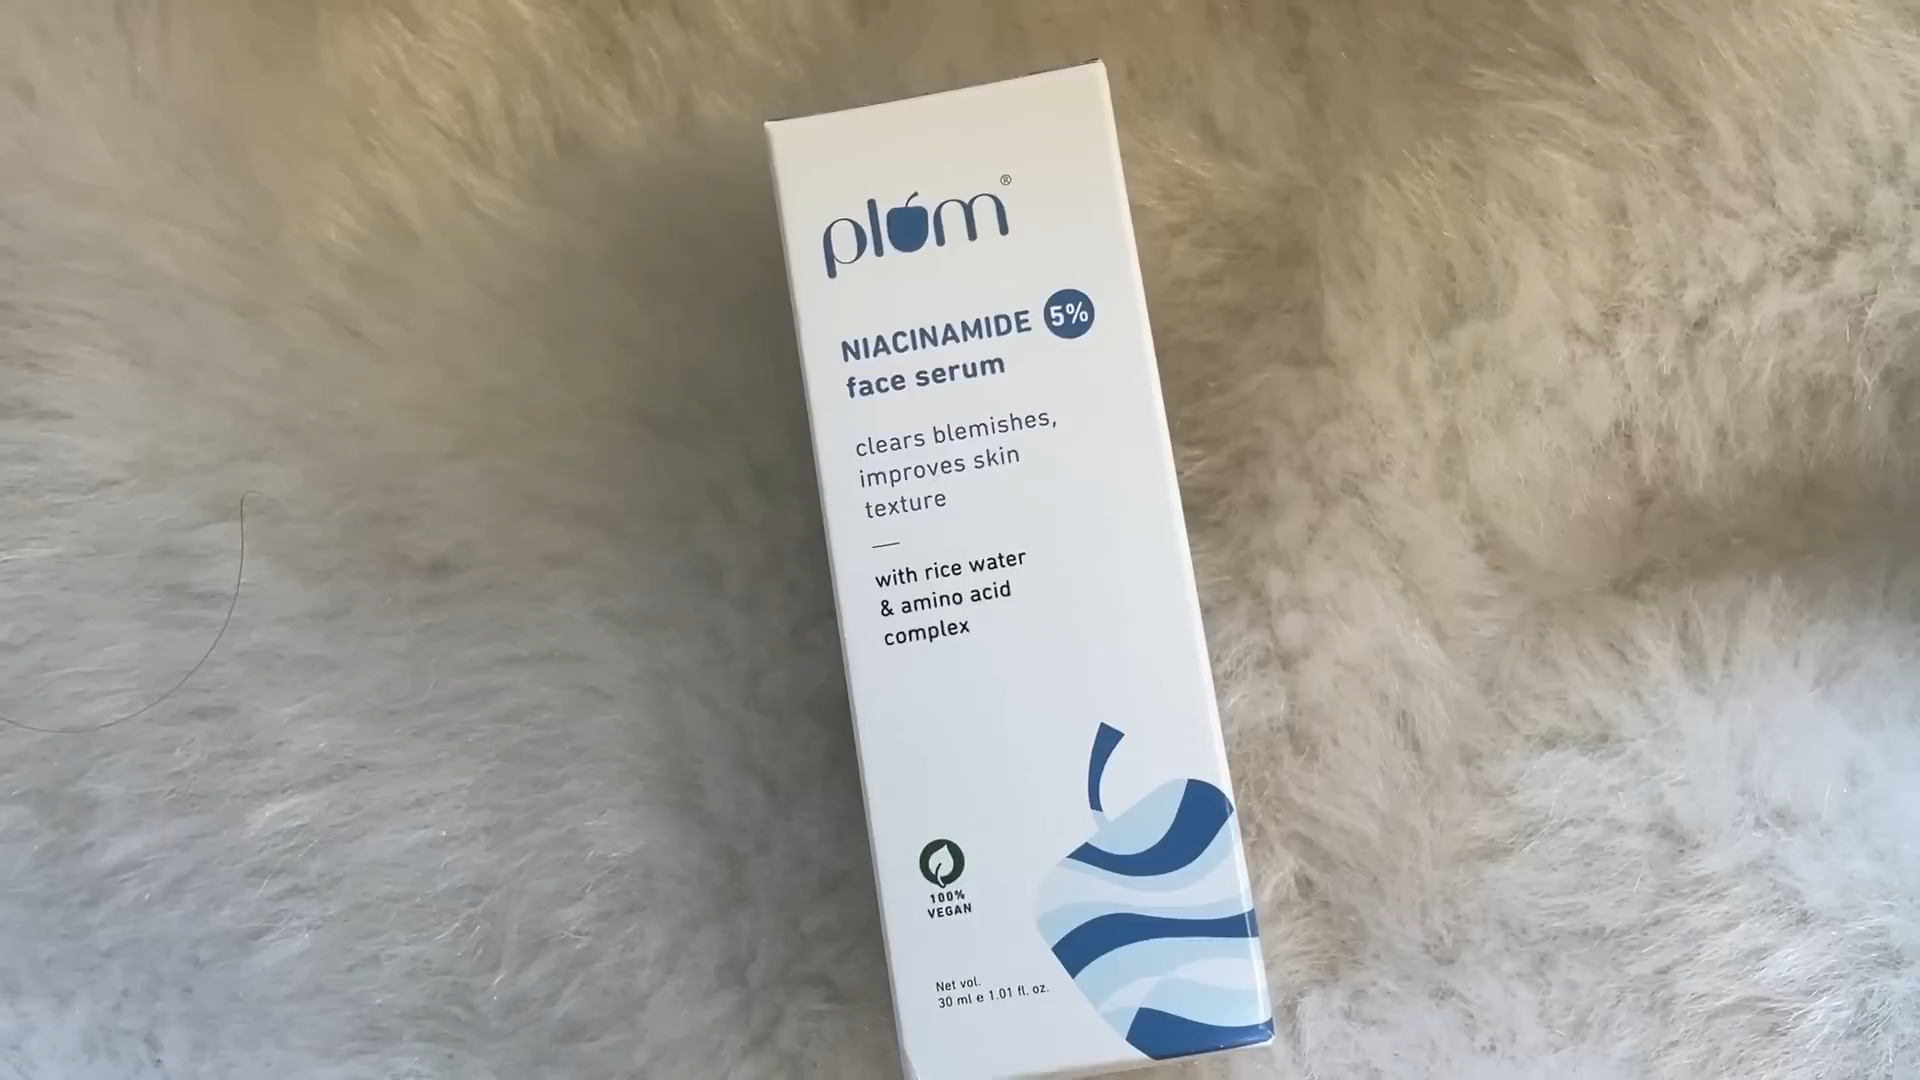 plum®
NIACINAMIDE 5%
face serum
clears blemishes,
improves skin
texture
with rice water
& amino acid
complex
100%
VEGAN
Net vol.
30 ml e 1.01 fl. oz.